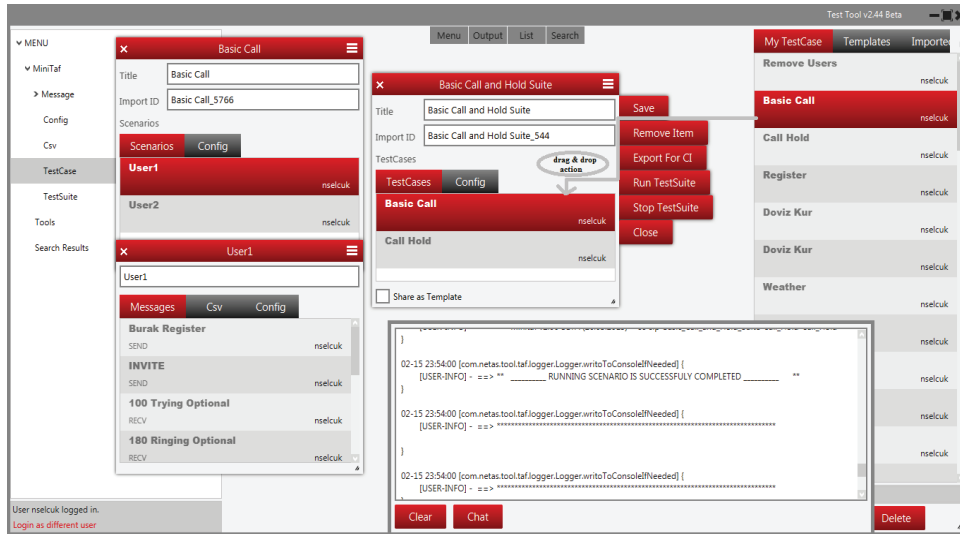 Test Tool v2.44 Beta
Menu Output List Search
MENU
MiniTaf
Message
Config
Csv
TestCase
TestSuite
Tools
Search Results
User nselcuk logged in.
Login as different user
Basic Call
Title Basic Call
Import ID Basic Call_5766
Scenarios
Scenarios Config
User1
nselcuk
User2
nselcuk
User1
User1
Messages Csv Config
Burak Register
SEND nselcuk
INVITE
SEND nselcuk
100 Trying Optional
RECV nselcuk
180 Ringing Optional
RECV nselcuk
Basic Call and Hold Suite
Title Basic Call and Hold Suite
Import ID Basic Call and Hold Suite_544
TestCases
drag & drop
action
TestCases Config
Basic Call
nselcuk
Call Hold
nselcuk
Share as Template
Save
Remove Item
Export For CI
Run TestSuite
Stop TestSuite
Close
}
02-15 23:54:00 [com.netas.tool.taf.logger.Logger.writoToConsoleIfNeeded] {
[USER-INFO] - ==> ** __________ RUNNING SCENARIO IS SUCCESSFULY COMPLETED __________ **
}
02-15 23:54:00 [com.netas.tool.taf.logger.Logger.writoToConsoleIfNeeded] {
[USER-INFO] - ==> ******************************************************************************
}
02-15 23:54:00 [com.netas.tool.taf.logger.Logger.writoToConsoleIfNeeded] {
[USER-INFO] - ==> ******************************************************************************
Clear Chat
My TestCase Templates Imported
Remove Users
nselcuk
Basic Call
nselcuk
Call Hold
nselcuk
Register
nselcuk
Doviz Kur
nselcuk
Doviz Kur
nselcuk
Weather
nselcuk
nselcuk
nselcuk
nselcuk
nselcuk
Delete